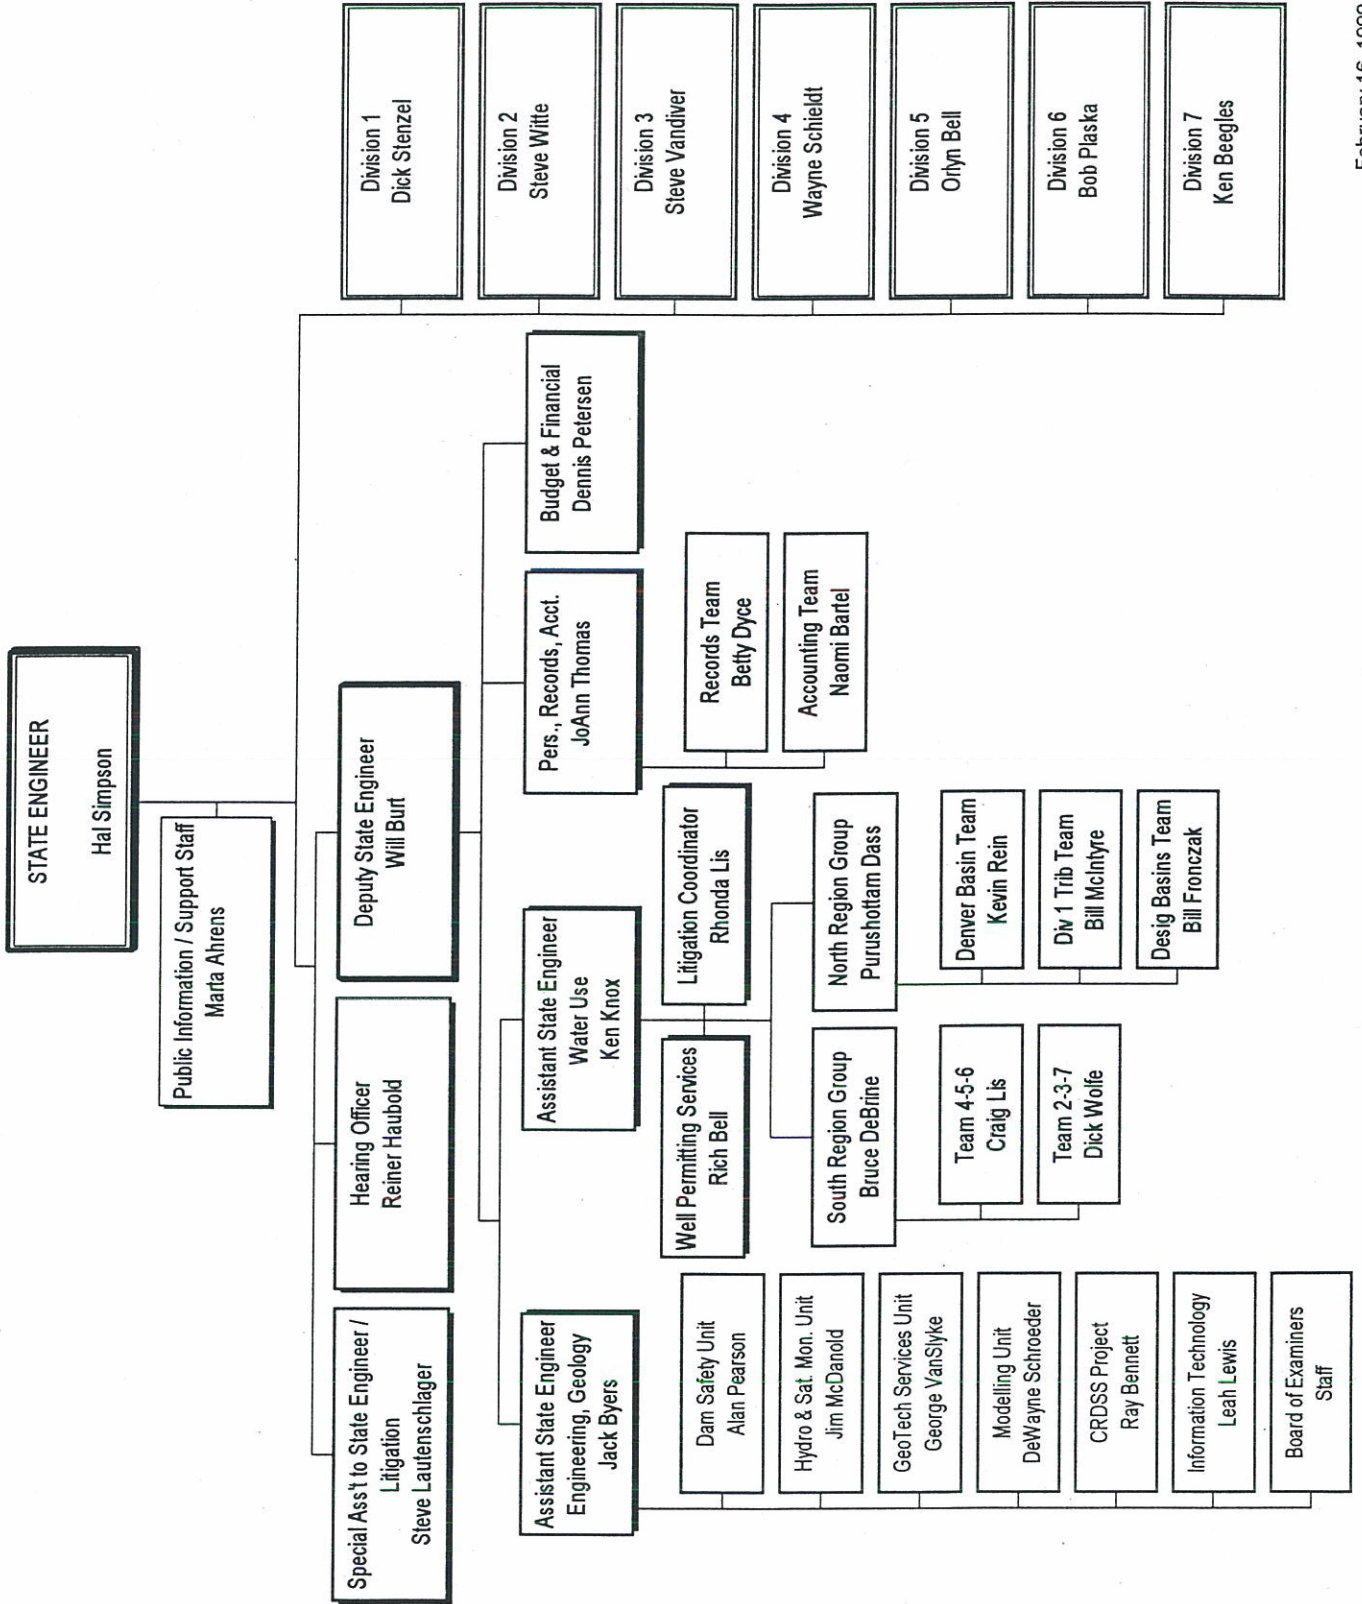 STATE ENGINEER
Hal Simpson
Public Information / Support Staff
Marta Ahrens
Special Ass't to State Engineer /
Litigation
Steve Lautenschlager
Hearing Officer
Reiner Haubold
Deputy State Engineer
Will Burt
Assistant State Engineer
Engineering, Geology
Jack Byers
Dam Safety Unit
Alan Pearson
Hydro & Sat. Mon. Unit
Jim McDanold
GeoTech Services Unit
George VanSlyke
Modelling Unit
DeWayne Schroeder
CRDSS Project
Ray Bennett
Information Technology
Leah Lewis
Board of Examiners
Staff
Assistant State Engineer
Water Use
Ken Knox
Well Permitting Services
Rich Bell
Litigation Coordinator
Rhonda Lis
South Region Group
Bruce DeBrine
Team 4-5-6
Craig Lis
Team 2-3-7
Dick Wolfe
North Region Group
Purushottam Dass
Denver Basin Team
Kevin Rein
Div 1 Trib Team
Bill McIntyre
Desig Basins Team
Bill Fronczak
Pers., Records, Acct.
JoAnn Thomas
Records Team
Betty Dyce
Accounting Team
Naomi Bartel
Budget & Financial
Dennis Petersen
Division 1
Dick Stenzel
Division 2
Steve Witte
Division 3
Steve Vandiver
Division 4
Wayne Schieldt
Division 5
Orlyn Bell
Division 6
Bob Plaska
Division 7
Ken Beegles
February 16,